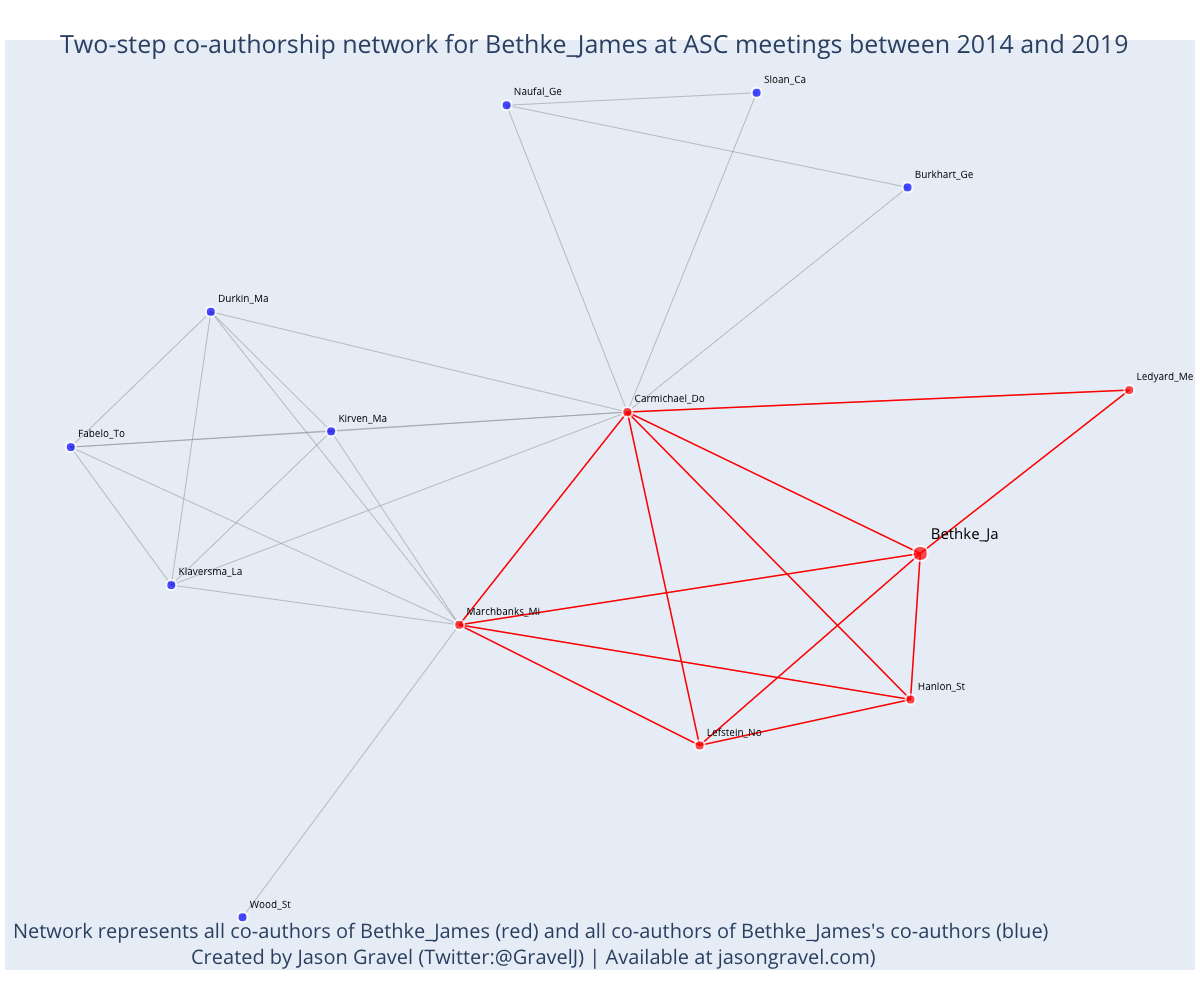 Two-step co-authorship network for Bethke_James at ASC meetings between 2014 and 2019
Sloan_Ca
Naufal_Ge
Burkhart_Ge
Durkin_Ma
Ledyard_Me
Carmichael_Do
Kirven_Ma
Fabelo_To
Bethke_Ja
Klaversma_La
Marchbanks_Mi
Hanlon_St
Lefstein_No
Wood_St
Network represents all co-authors of Bethke_James (red) and all co-authors of Bethke_James's co-authors (blue)
Created by Jason Gravel (Twitter:@GravelJ) | Available at jasongravel.com)